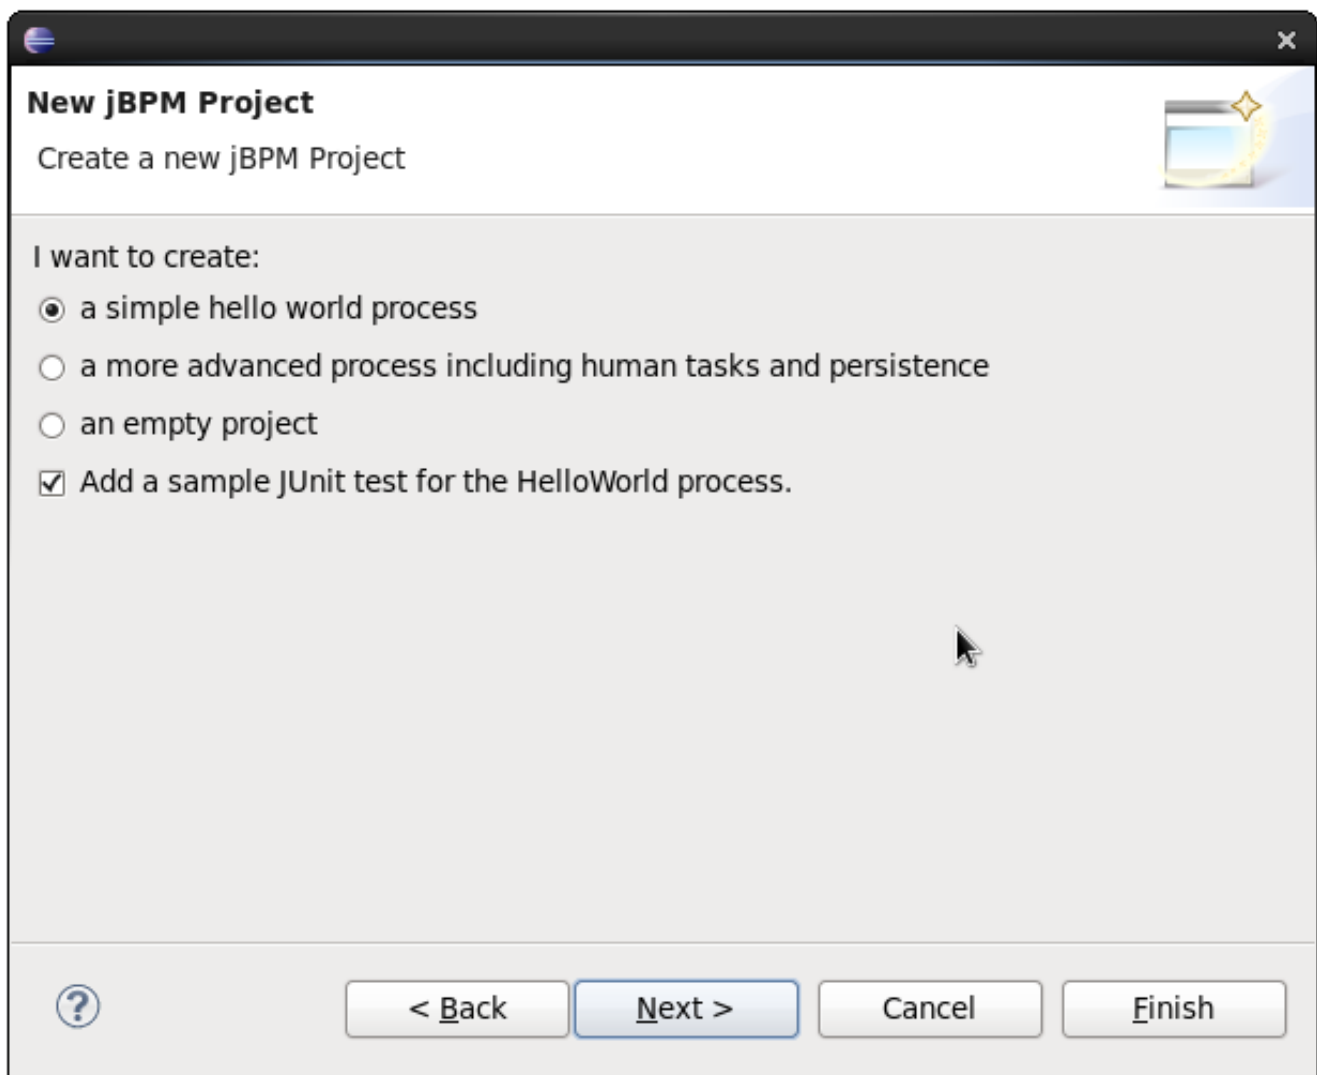 New jBPM Project
Create a new jBPM Project
I want to create:
a simple hello world process
a more advanced process including human tasks and persistence
an empty project
Add a sample JUnit test for the HelloWorld process.
? < Back Next > Cancel Finish